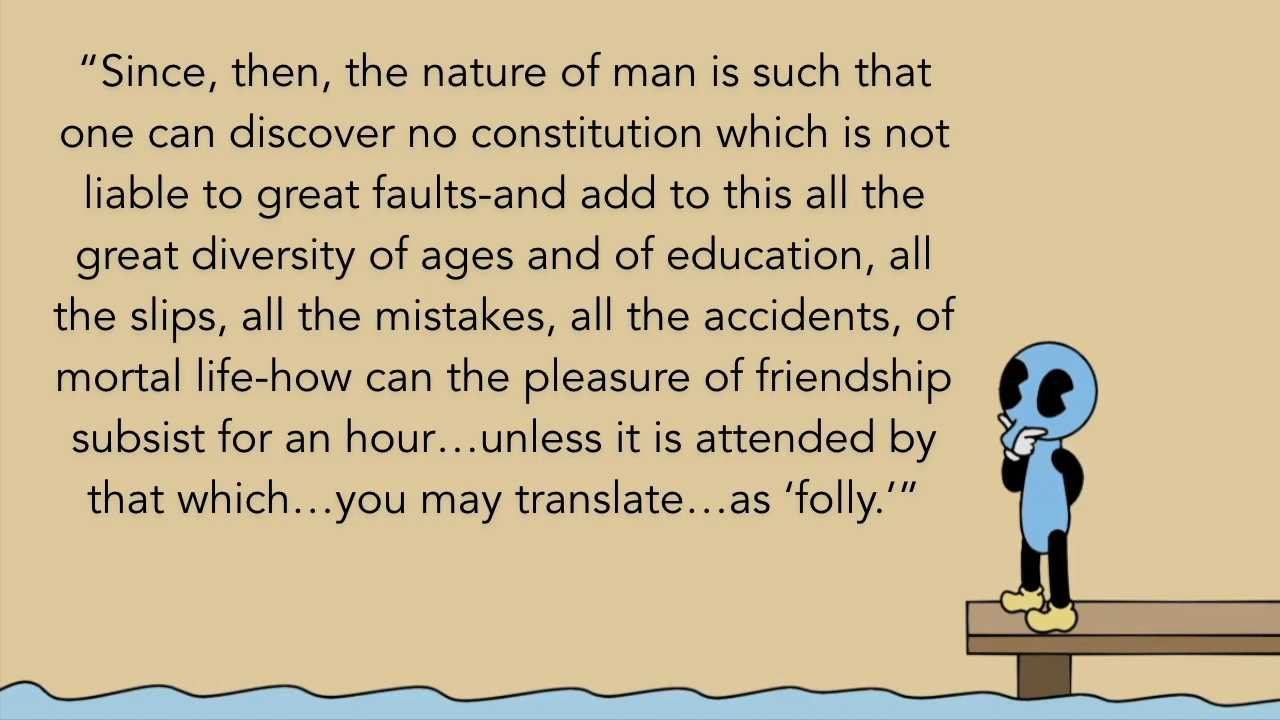 “Since, then, the nature of man is such that
one can discover no constitution which is not
liable to great faults-and add to this all the
great diversity of ages and of education, all
the slips, all the mistakes, all the accidents, of
mortal life-how can the pleasure of friendship
subsist for an hour…unless it is attended by
that which…you may translate…as ‘folly.’”